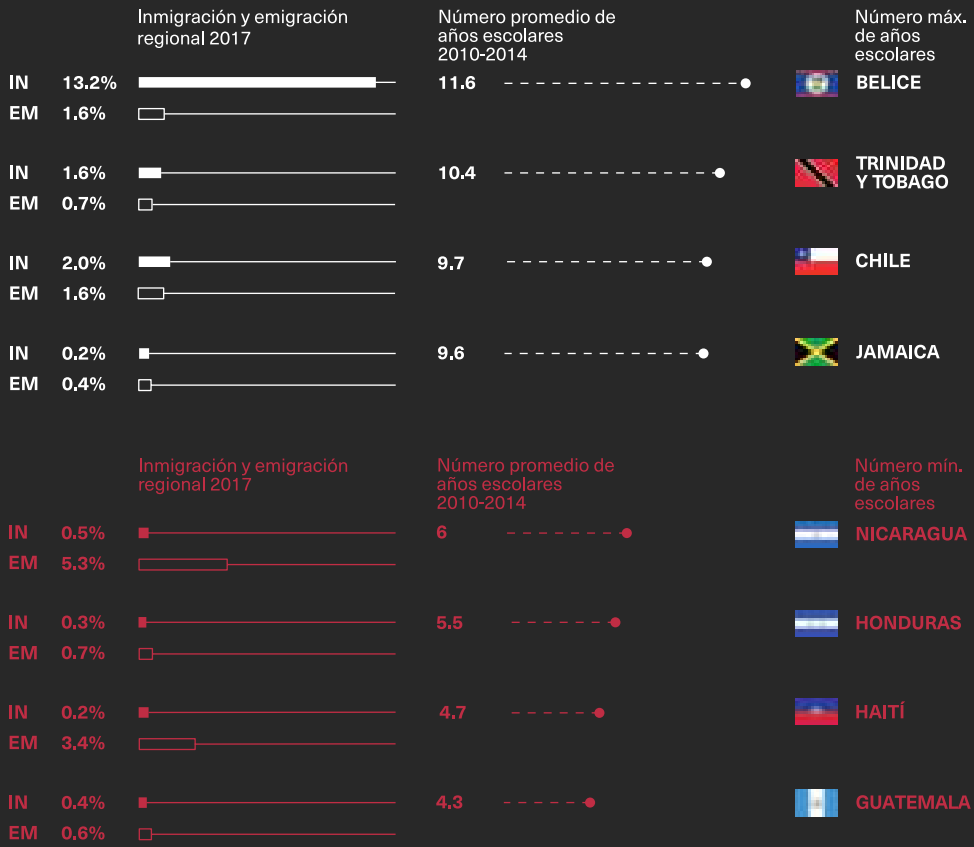 Inmigración y emigración
regional 2017
Número promedio de
años escolares
2010-2014
Número máx.
de años
escolares
IN 13.2% 11.6 BELICE
EM 1.6%
IN 1.6% 10.4 TRINIDAD
Y TOBAGO
EM 0.7%
IN 2.0% 9.7 CHILE
EM 1.6%
IN 0.2% 9.6 JAMAICA
EM 0.4%
Inmigración y emigración
regional 2017
Número promedio de
años escolares
2010-2014
Número mín.
de años
escolares
IN 0.5% 6 NICARAGUA
EM 5.3%
IN 0.3% 5.5 HONDURAS
EM 0.7%
IN 0.2% 4.7 HAITÍ
EM 3.4%
IN 0.4% 4.3 GUATEMALA
EM 0.6%